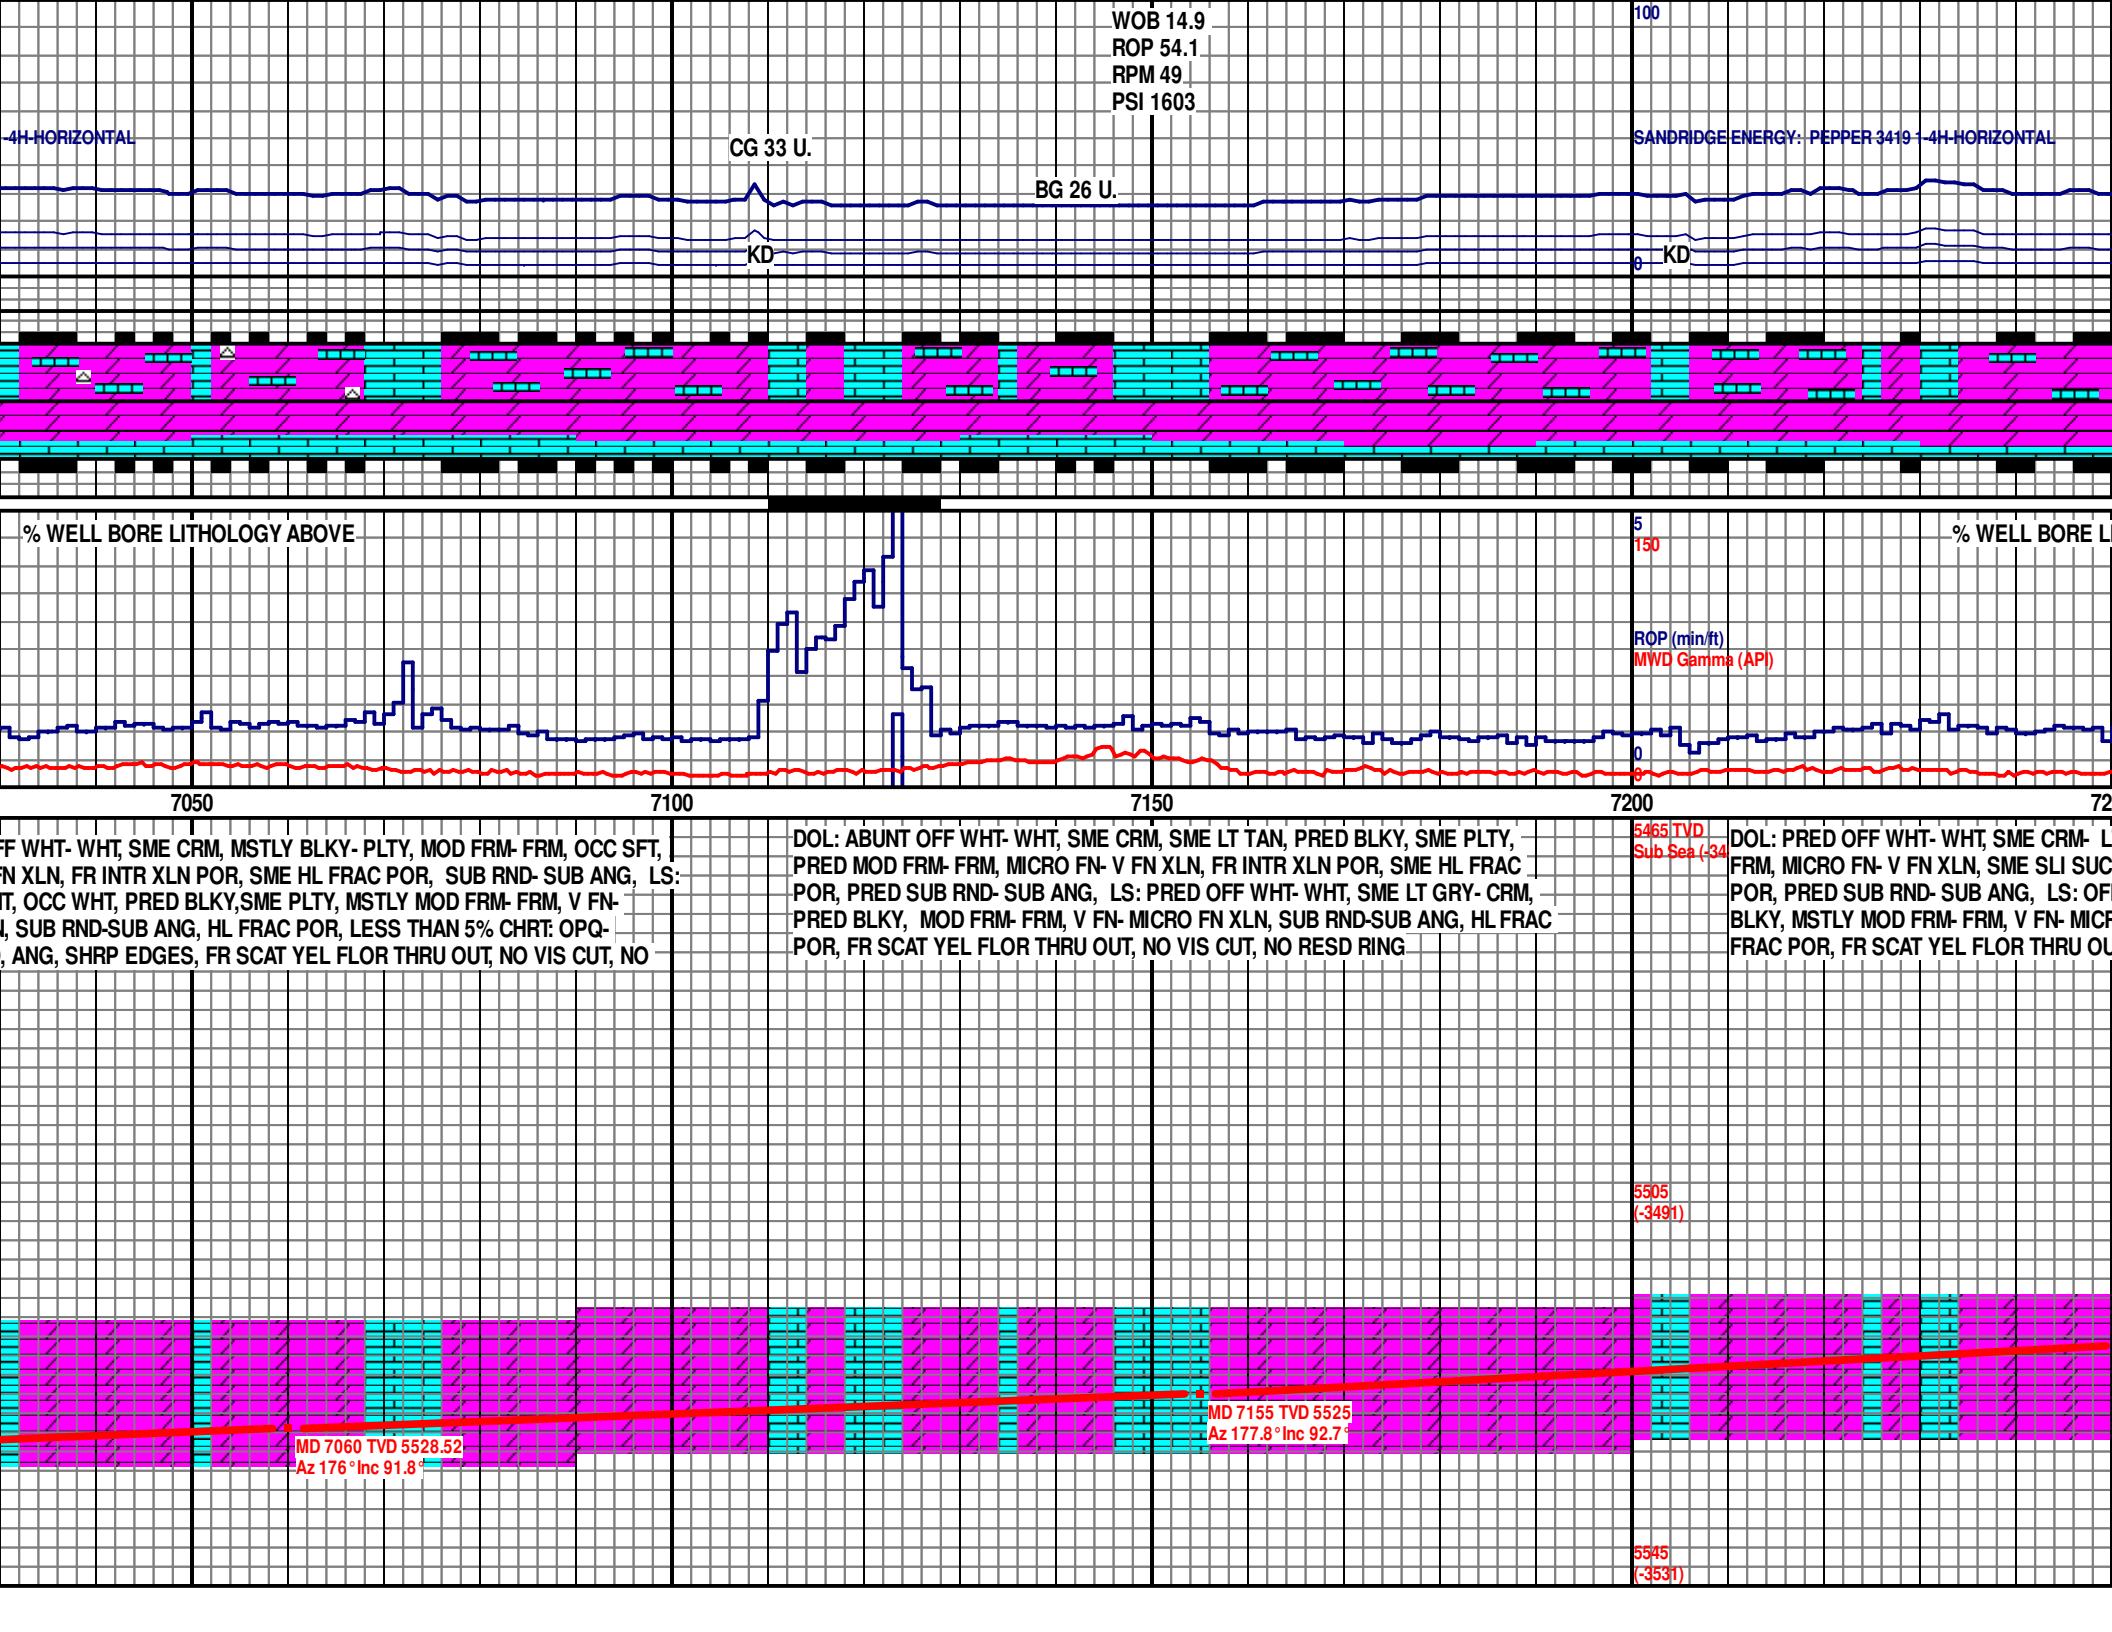 WOB 14.9
ROP 54.1
RPM 49
PSI 1603
100
-4H-HORIZONTAL
CG 33 U.
SANDRIDGE ENERGY: PEPPER 3419 1-4H-HORIZONTAL
BG 26 U.
KD
KD
0
% WELL BORE LITHOLOGY ABOVE
5
150
% WELL BORE LI
ROP (min/ft)
MWD Gamma (API)
0
0
7050
7100
7150
7200
72
FF WHT- WHT, SME CRM, MSTLY BLKY- PLTY, MOD FRM- FRM, OCC SFT,
FN XLN, FR INTR XLN POR, SME HL FRAC POR, SUB RND- SUB ANG, LS:
IT, OCC WHT, PRED BLKY,SME PLTY, MSTLY MOD FRM- FRM, V FN-
N, SUB RND-SUB ANG, HL FRAC POR, LESS THAN 5% CHRT: OPQ-
, ANG, SHRP EDGES, FR SCAT YEL FLOR THRU OUT, NO VIS CUT, NO
DOL: ABUNT OFF WHT- WHT, SME CRM, SME LT TAN, PRED BLKY, SME PLTY,
PRED MOD FRM- FRM, MICRO FN- V FN XLN, FR INTR XLN POR, SME HL FRAC
POR, PRED SUB RND- SUB ANG, LS: PRED OFF WHT- WHT, SME LT GRY- CRM,
PRED BLKY, MOD FRM- FRM, V FN- MICRO FN XLN, SUB RND-SUB ANG, HL FRAC
POR, FR SCAT YEL FLOR THRU OUT, NO VIS CUT, NO RESD RING
5465 TVD
Sub Sea (-34
DOL: PRED OFF WHT- WHT, SME CRM- L
FRM, MICRO FN- V FN XLN, SME SLI SUC
POR, PRED SUB RND- SUB ANG, LS: OF
BLKY, MSTLY MOD FRM- FRM, V FN- MICR
FRAC POR, FR SCAT YEL FLOR THRU OU
5505
(-3491)
MD 7155 TVD 5525
Az 177.8° Inc 92.7°
MD 7060 TVD 5528.52
Az 176° Inc 91.8°
5545
(-3531)